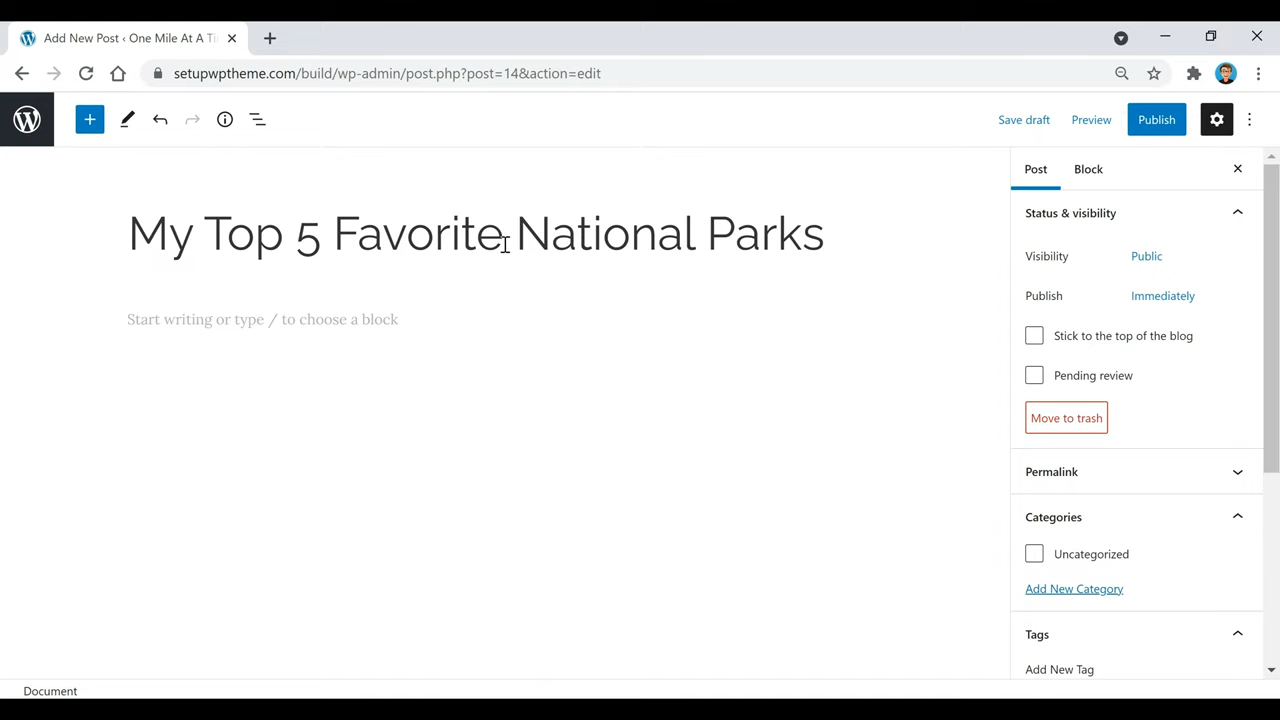 Add New Post ‹ One Mile At A Ti
setupwptheme.com/build/wp-admin/post.php?post=14&action=edit
Save draft
Preview
Publish
My Top 5 Favorite National Parks
Start writing or type / to choose a block
Post
Block
Status & visibility
Visibility
Public
Publish
Immediately
Stick to the top of the blog
Pending review
Move to trash
Permalink
Categories
Uncategorized
Add New Category
Tags
Add New Tag
Document